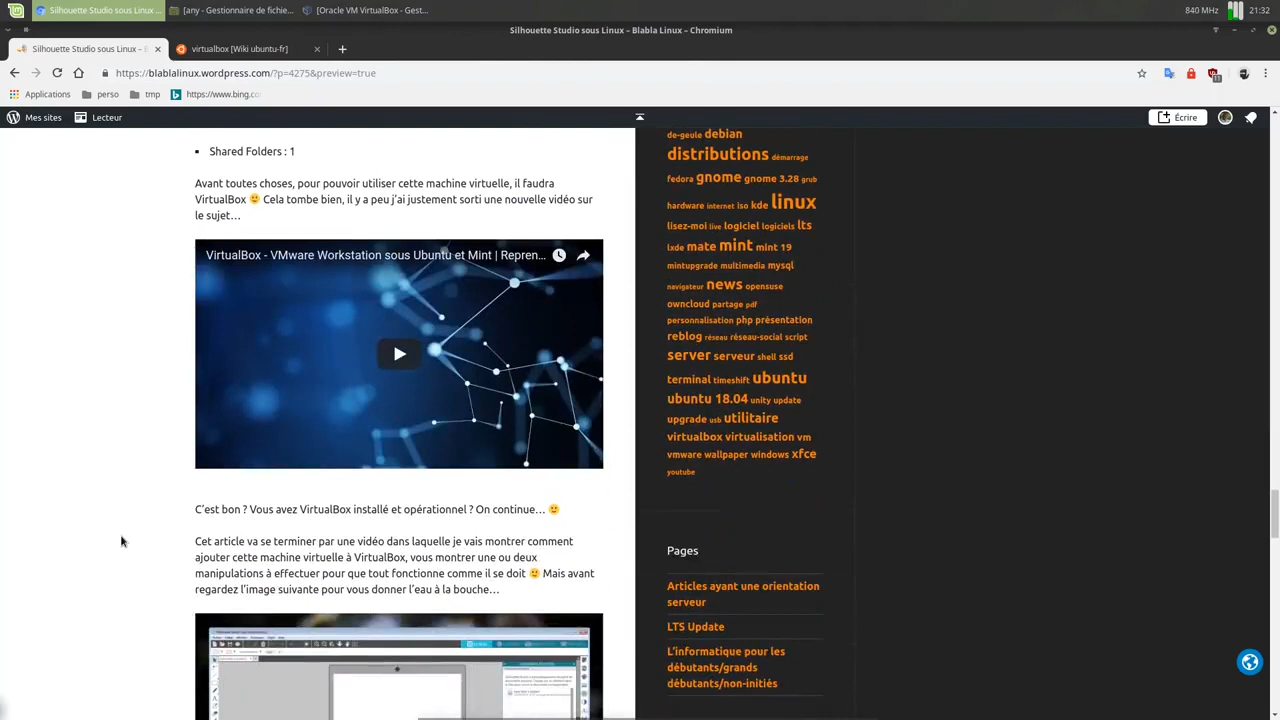 Silhouette Studio sous Linux ...
[any - Gestionnaire de fichie...
[Oracle VM VirtualBox - Gest...
840 MHz
21:32
Silhouette Studio sous Linux – Blabla Linux – Chromium
Silhouette Studio sous Linux – B
virtualbox [Wiki ubuntu-fr]
https://blablalinux.wordpress.com/?p=4275&preview=true
Applications
perso
tmp
https://www.bing.co
Mes sites
Lecteur
Écrire
Shared Folders : 1
Avant toutes choses, pour pouvoir utiliser cette machine virtuelle, il faudra
VirtualBox 🙂 Cela tombe bien, il y a peu j’ai justement sorti une nouvelle vidéo sur
le sujet…
VirtualBox - VMware Workstation sous Ubuntu et Mint | Repren...
C’est bon ? Vous avez VirtualBox installé et opérationnel ? On continue… 🙂
Cet article va se terminer par une vidéo dans laquelle je vais montrer comment
ajouter cette machine virtuelle à VirtualBox, vous montrer une ou deux
manipulations à effectuer pour que tout fonctionne comme il se doit 🙂 Mais avant
regardez l’image suivante pour vous donner l’eau à la bouche…
de-geule debian
distributions démarrage
fedora gnome gnome 3.28 grub
hardware internet iso kde linux
lisez-moi live logiciel logiciels lts
lxde mate mint mint 19
mintupgrade multimedia mysql
navigateur news opensuse
owncloud partage pdf
personnalisation php présentation
reblog réseau réseau-social script
server serveur shell ssd
terminal timeshift ubuntu
ubuntu 18.04 unity update
upgrade usb utilitaire
virtualbox virtualisation vm
vmware wallpaper windows xfce
youtube
Pages
Articles ayant une orientation
serveur
LTS Update
L’informatique pour les
débutants/grands
débutants/non-initiés